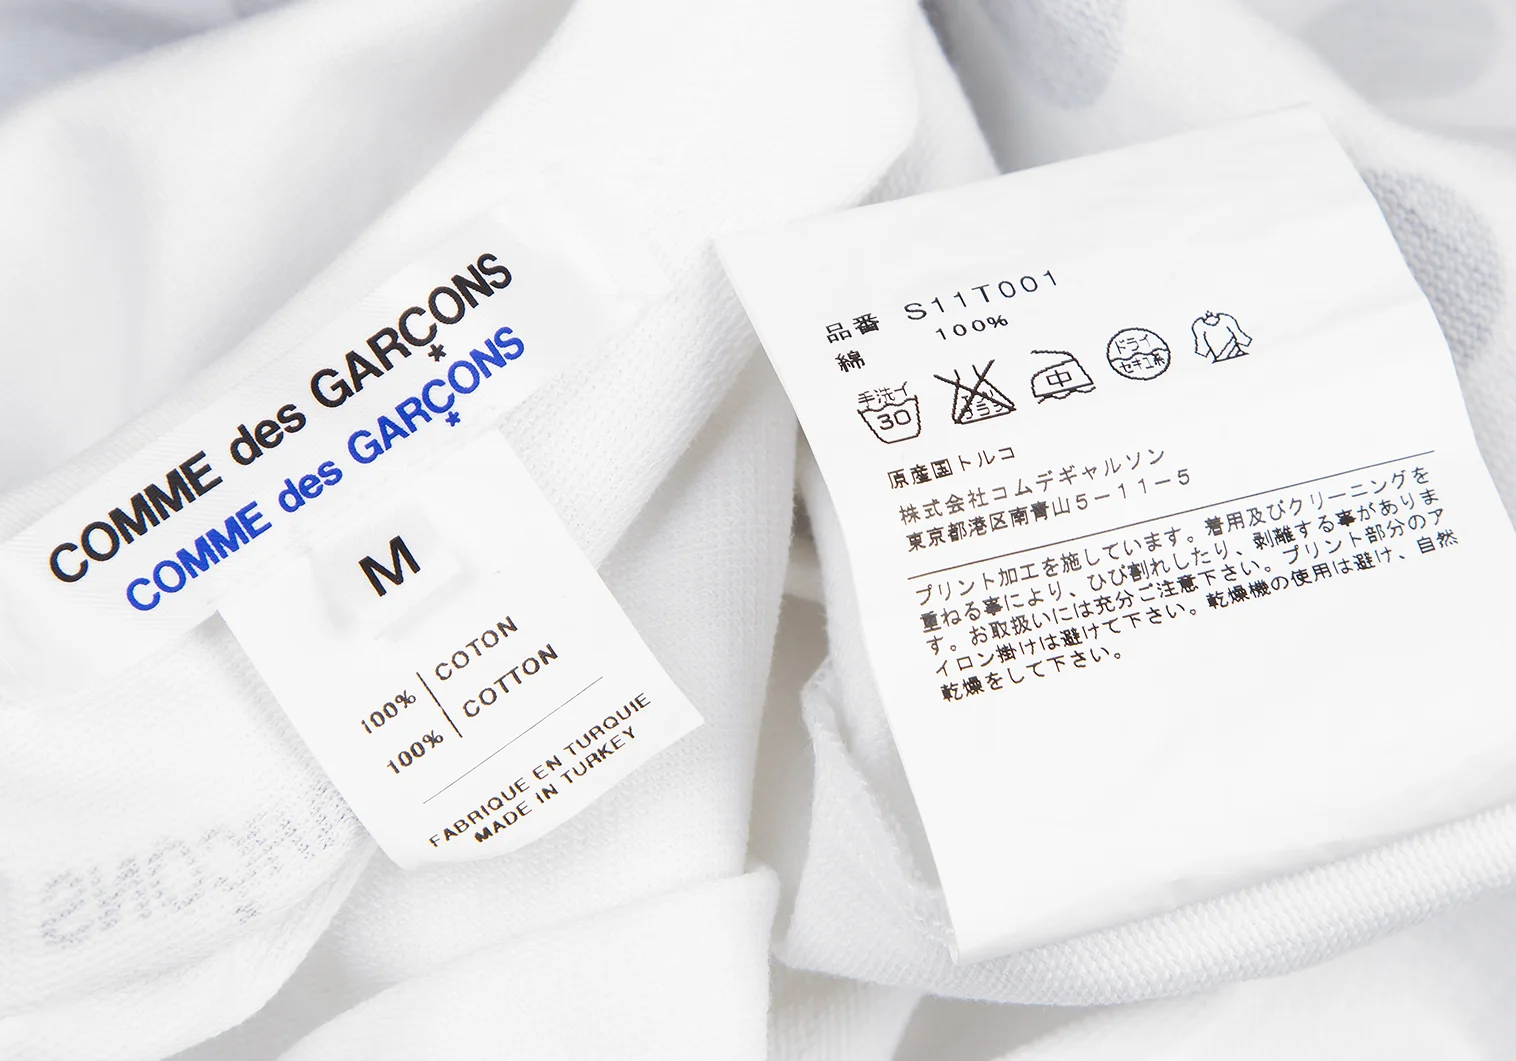 COMME des GARÇONS
COMME des GARÇONS
M
100% COTON
100% COTTON
FABRIQUE EN TURQUIE
MADE IN TURKEY
品番 S11T001
綿 100%
手洗イ
30
中
ドライ
セキユ系
原産国トルコ
株式会社コムデギャルソン
東京都港区南青山5-11-5
プリント加工を施しています。着用及びクリーニングを
重ねる事により、ひび割れしたり、剥離する事がありま
す。お取扱いには充分ご注意下さい。プリント部分のア
イロン掛けは避けて下さい。乾燥機の使用は避け、自然
乾燥をして下さい。